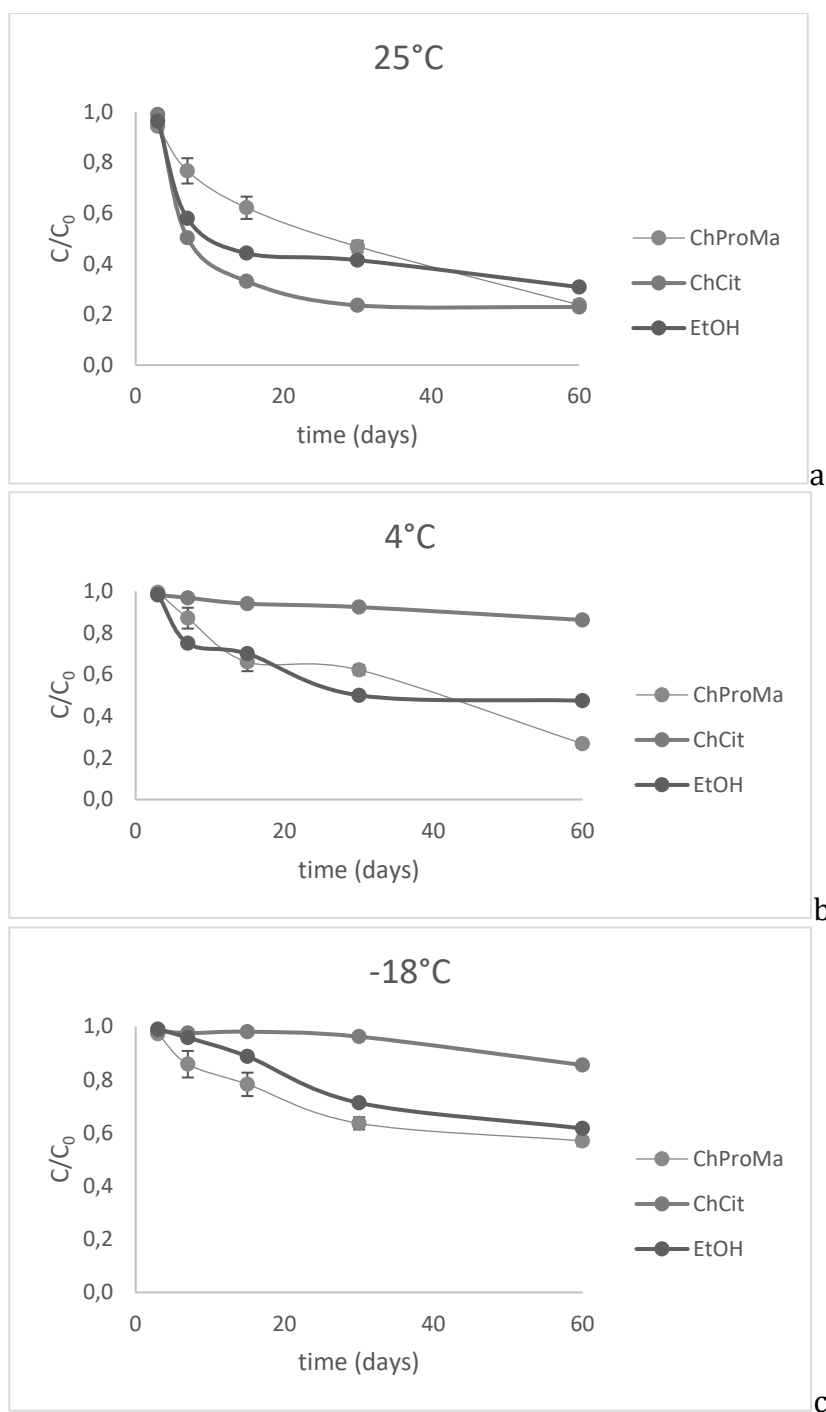 25°C
1,0
0,8
0,6
0,4
0,2
0,0
C/C0
0 20 40 60
time (days)
ChProMa
ChCit
EtOH
a
4°C
1,0
0,8
0,6
0,4
0,2
0,0
C/C0
0 20 40 60
time (days)
ChProMa
ChCit
EtOH
b
-18°C
1,0
0,8
0,6
0,4
0,2
0,0
C/C0
0 20 40 60
time (days)
ChProMa
ChCit
EtOH
c